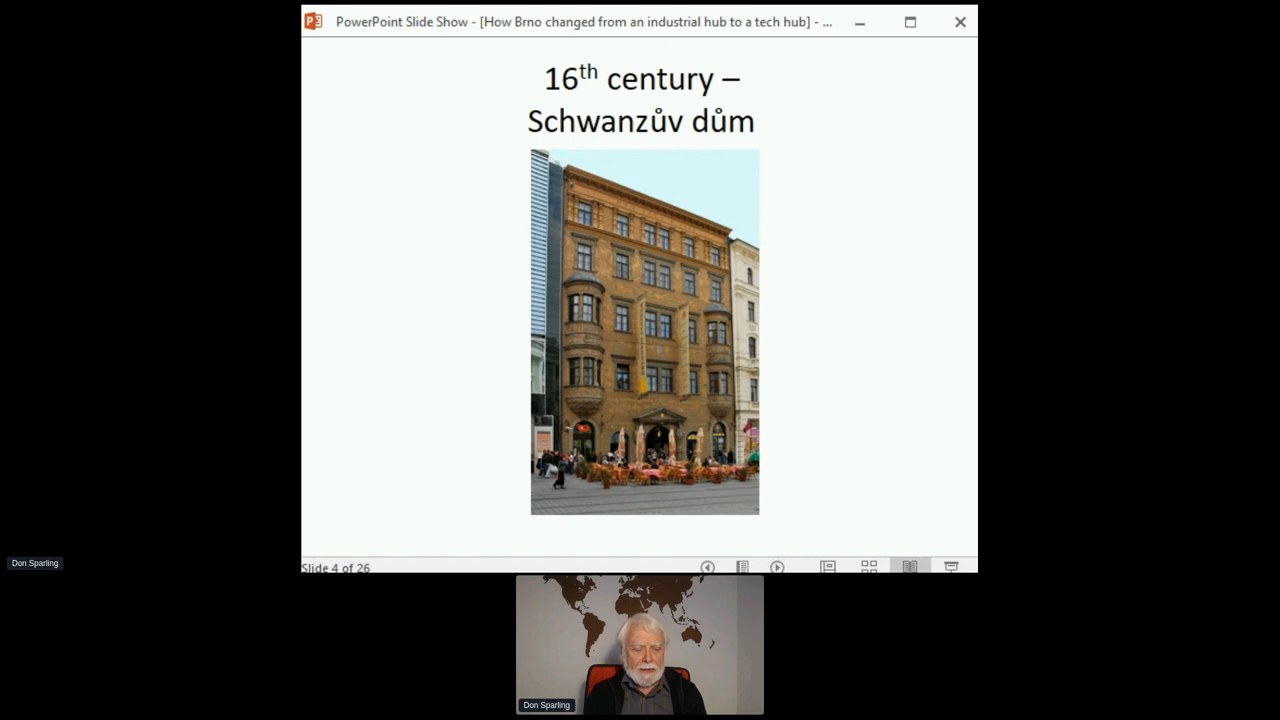 PowerPoint Slide Show - [How Brno changed from an industrial hub to a tech hub] - ...
16th century –
Schwanzův dům
Slide 4 of 26
Don Sparling
Don Sparling